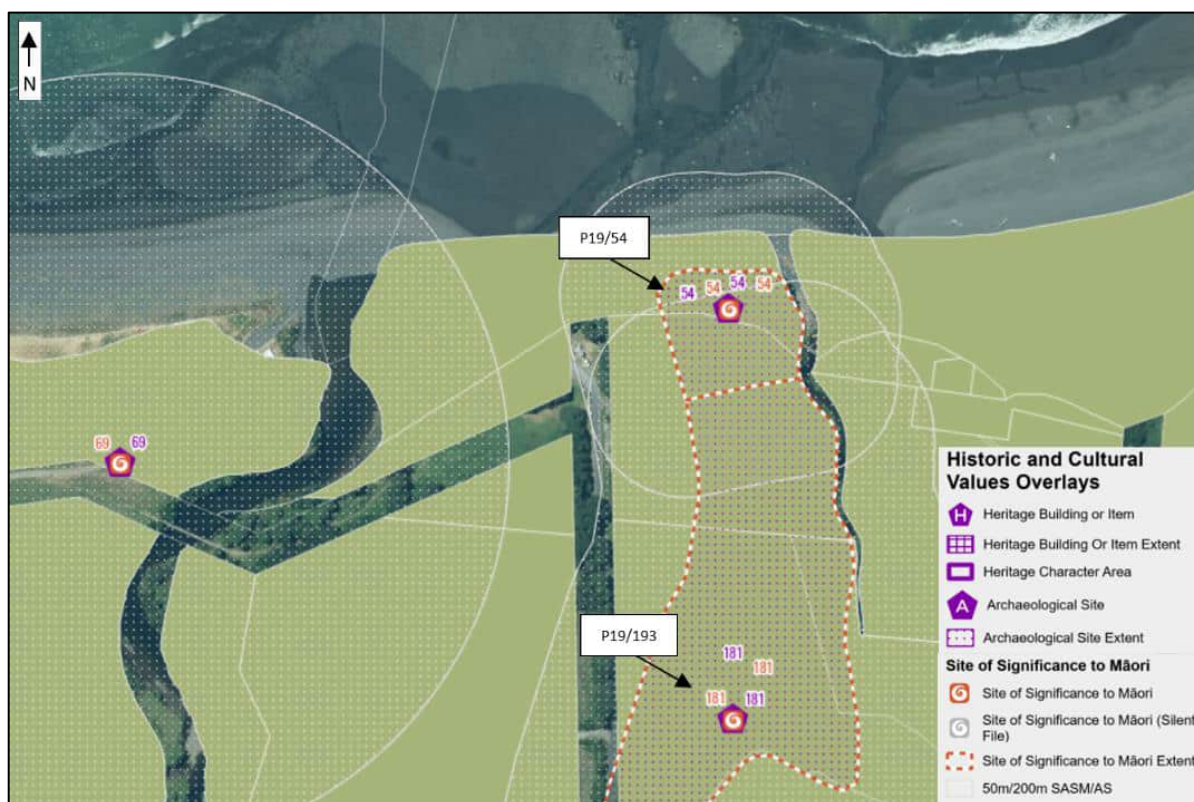 N
P19/54
54 54 54 54
69 69
P19/193
181
181
181 181
Historic and Cultural
Values Overlays
H Heritage Building or Item
Heritage Building Or Item Extent
Heritage Character Area
A Archaeological Site
Archaeological Site Extent
Site of Significance to Māori
Site of Significance to Māori
Site of Significance to Māori (Silent
File)
Site of Significance to Māori Extent
50m/200m SASM/AS